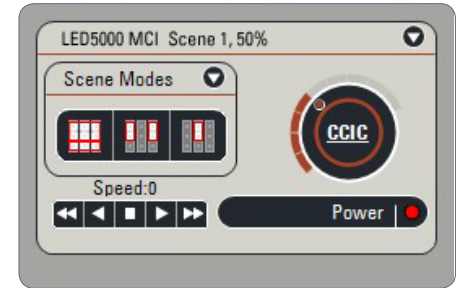 LED5000 MCI Scene 1, 50%
Scene Modes
CCIC
Speed:0
Power